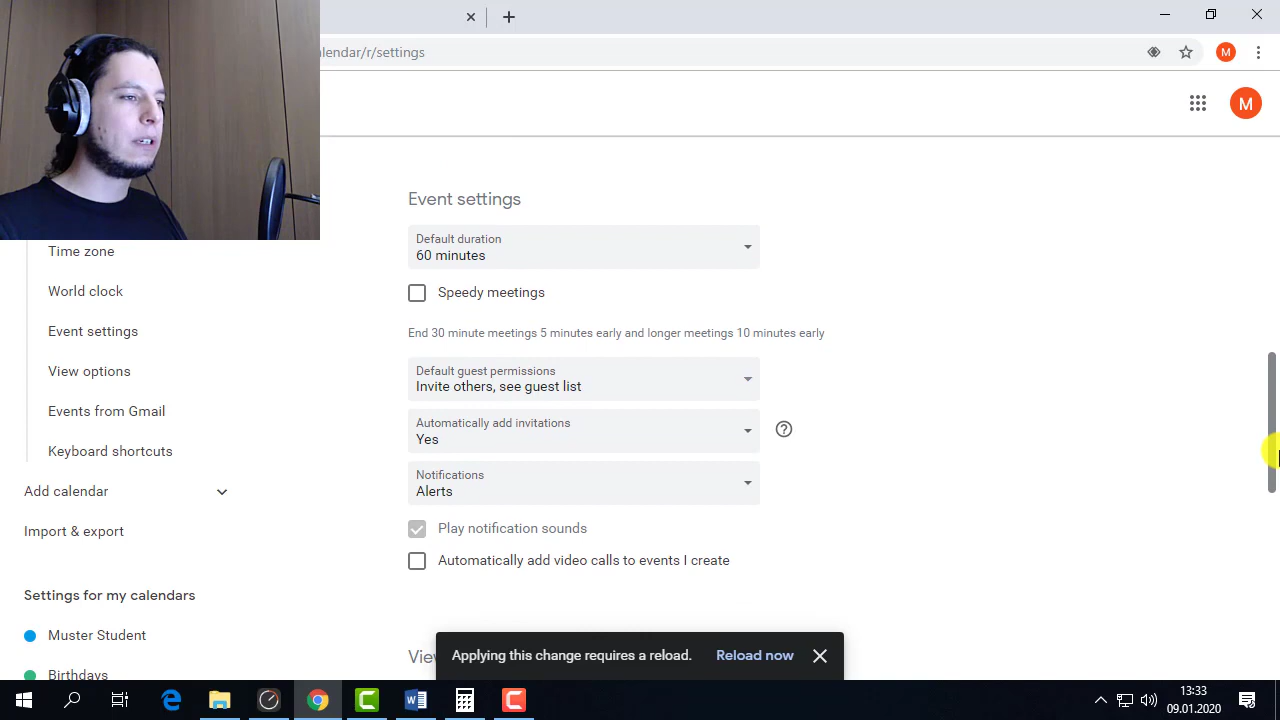 alendar/r/settings
M
M
Event settings
Default duration
60 minutes
Speedy meetings
End 30 minute meetings 5 minutes early and longer meetings 10 minutes early
Default guest permissions
Invite others, see guest list
Automatically add invitations
Yes
Notifications
Alerts
Play notification sounds
Automatically add video calls to events I create
Time zone
World clock
Event settings
View options
Events from Gmail
Keyboard shortcuts
Add calendar
Import & export
Settings for my calendars
Muster Student
Birthdays
Applying this change requires a reload. Reload now
13:33
09.01.2020